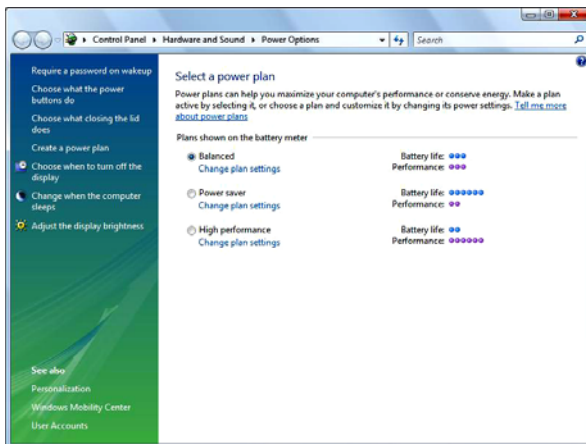 Control Panel ▸ Hardware and Sound ▸ Power Options
Search
Require a password on wakeup
Choose what the power
buttons do
Choose what closing the lid
does
Create a power plan
Choose when to turn off the
display
Change when the computer
sleeps
Adjust the display brightness
See also
Personalization
Windows Mobility Center
User Accounts
Select a power plan
Power plans can help you maximize your computer's performance or conserve energy. Make a plan
active by selecting it, or choose a plan and customize it by changing its power settings. Tell me more
about power plans
Plans shown on the battery meter
Balanced Battery life:
Change plan settings Performance:
Power saver Battery life:
Change plan settings Performance:
High performance Battery life:
Change plan settings Performance: